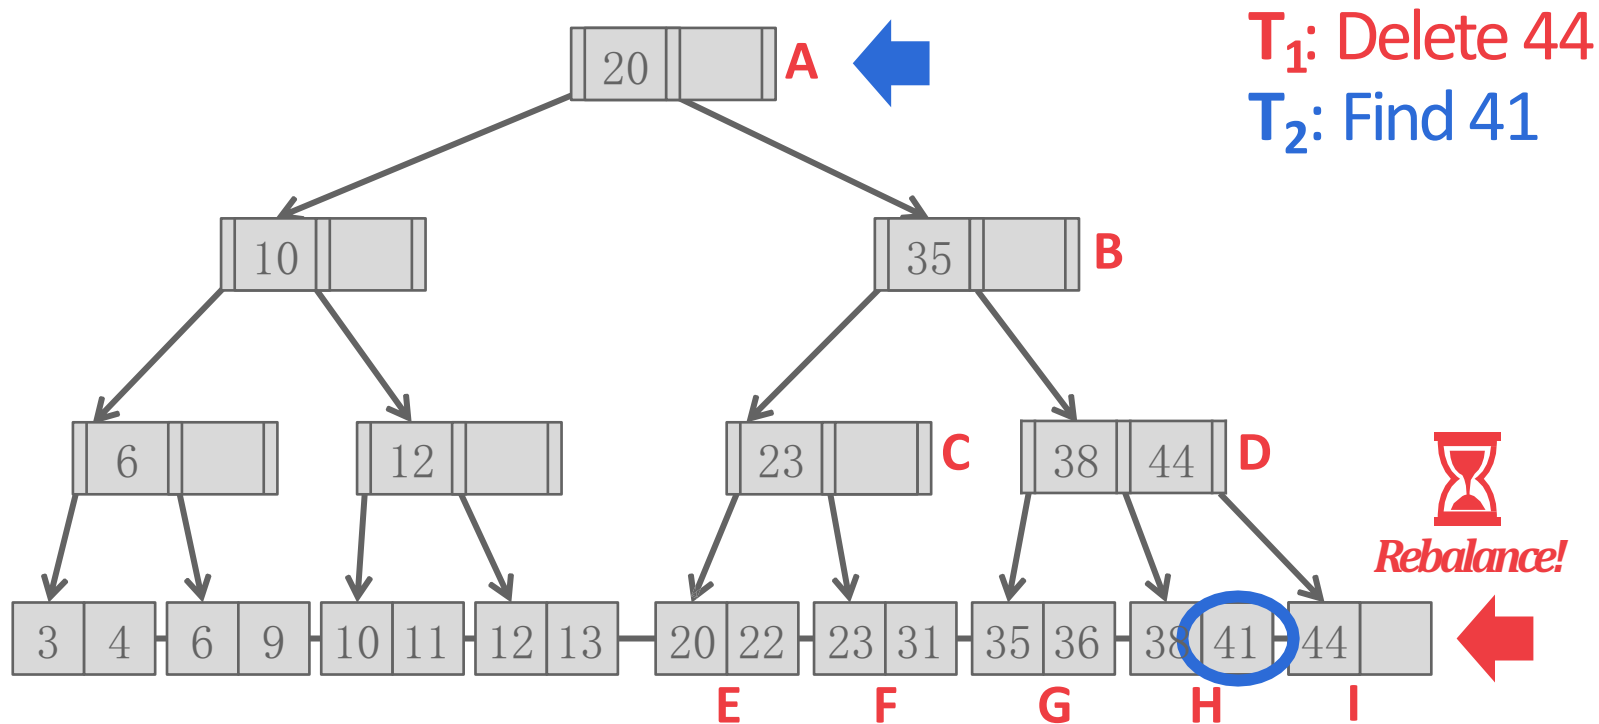 T1: Delete 44
T2: Find 41
20 A
10
35 B
6
12
23 C
38 44 D
Rebalance!
3 4 6 9 10 11 12 13 20 22 23 31 35 36 38 41 44
E F G H I